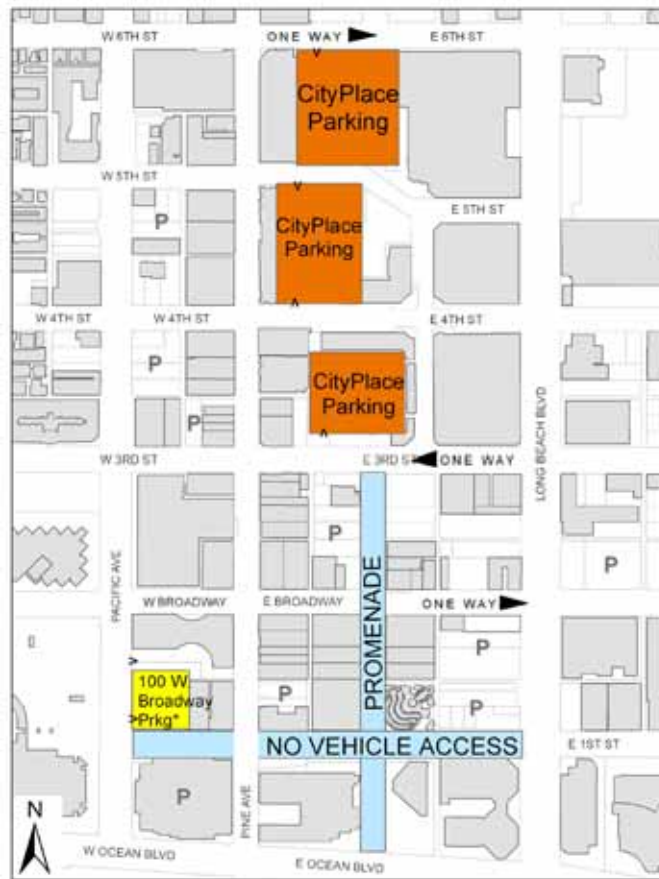 W 6TH ST
ONE WAY
E 6TH ST
CityPlace
Parking
W 5TH ST
P
CityPlace
Parking
E 5TH ST
W 4TH ST
W 4TH ST
E 4TH ST
P
CityPlace
Parking
P
W 3RD ST
E 3RD ST
ONE WAY
LONG BEACH BLVD
P
P
PACIFIC AVE
PROMENADE
W BROADWAY
E BROADWAY
ONE WAY
P
100 W
Broadway
Prkg*
P
P
NO VEHICLE ACCESS
E 1ST ST
P
PINE AVE
N
W OCEAN BLVD
E OCEAN BLVD